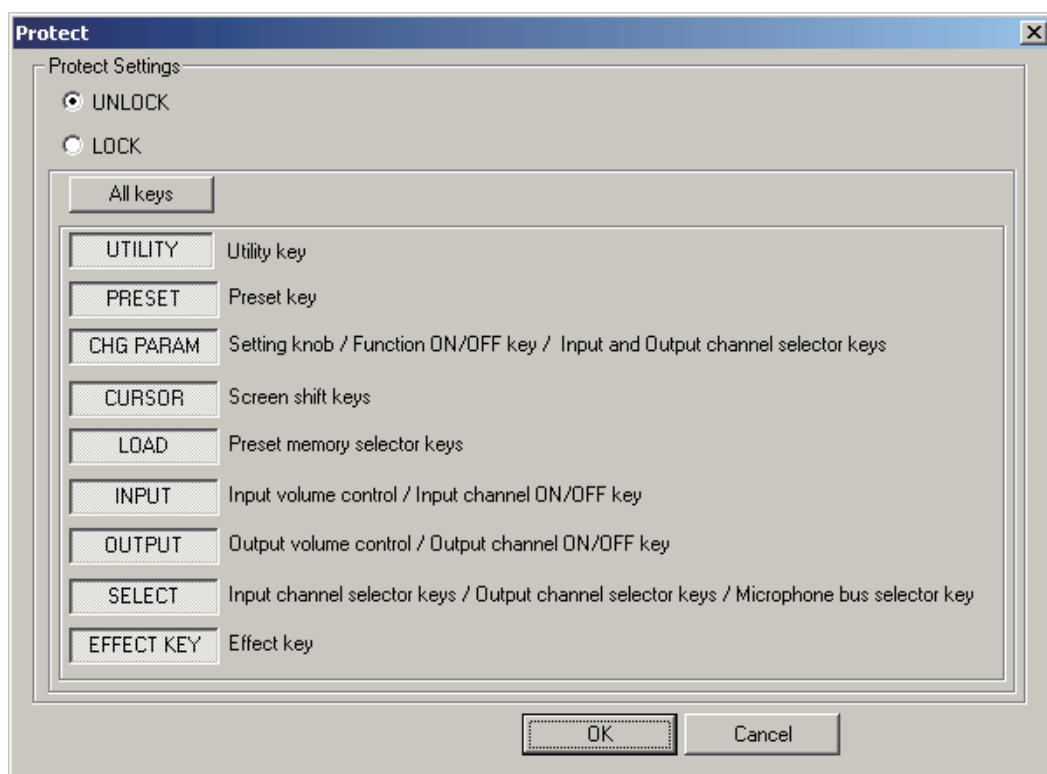 Protect
Protect Settings
UNLOCK
LOCK
All keys
UTILITY Utility key
PRESET Preset key
CHG PARAM Setting knob / Function ON/OFF key /  Input and Output channel selector keys
CURSOR Screen shift keys
LOAD Preset memory selector keys
INPUT Input volume control / Input channel ON/OFF key
OUTPUT Output volume control / Output channel ON/OFF key
SELECT Input channel selector keys / Output channel selector keys / Microphone bus selector key
EFFECT KEY Effect key
OK Cancel